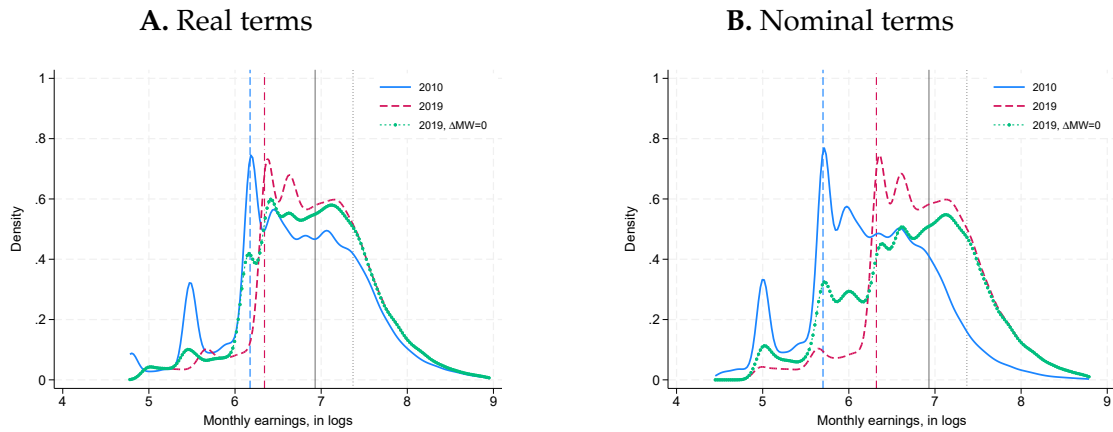 A. Real terms
1
.8
.6
.4
.2
0
Density
4 5 6 7 8 9
Monthly earnings, in logs
2010
2019
2019, ΔMW=0
B. Nominal terms
1
.8
.6
.4
.2
0
Density
4 5 6 7 8 9
Monthly earnings, in logs
2010
2019
2019, ΔMW=0